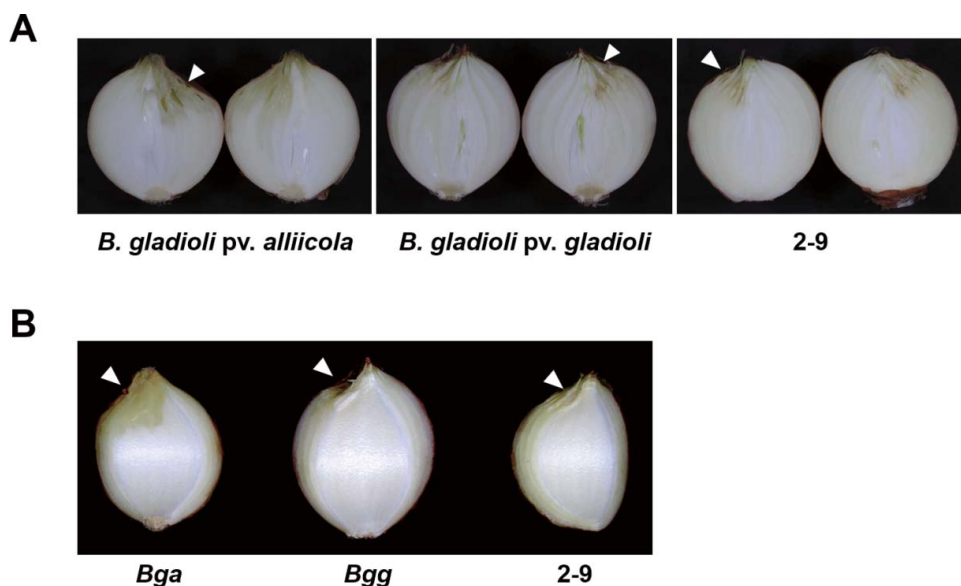 A
B. gladioli pv. alliicola
B. gladioli pv. gladioli
2-9
B
Bga
Bgg
2-9